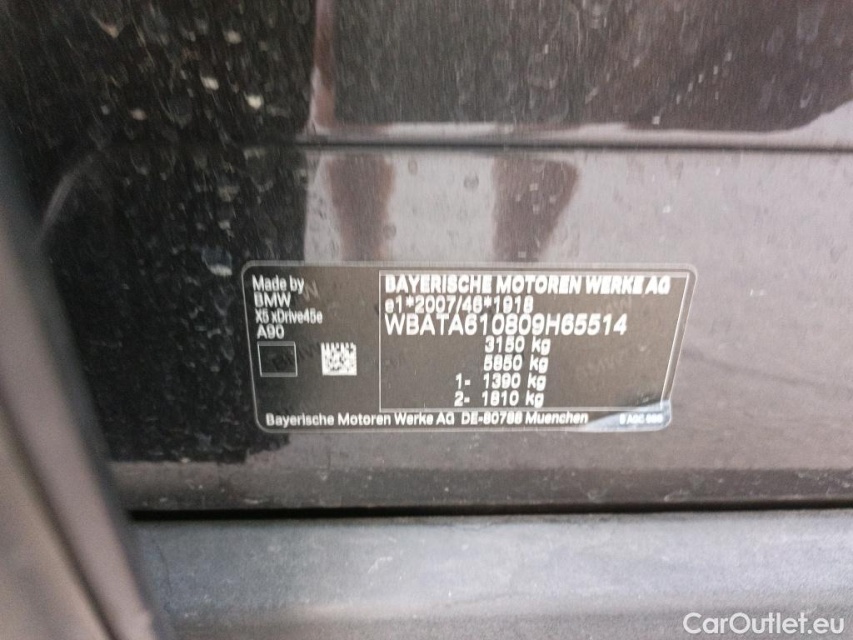 Made by
BMW
X5 xDrive45e
A90
BAYERISCHE MOTOREN WERKE AG
e1*2007/46*1918
WBATA610809H65514
3150 kg
5850 kg
1- 1390 kg
2- 1810 kg
Bayerische Motoren Werke AG DE-80788 Muenchen
CarOutlet.eu